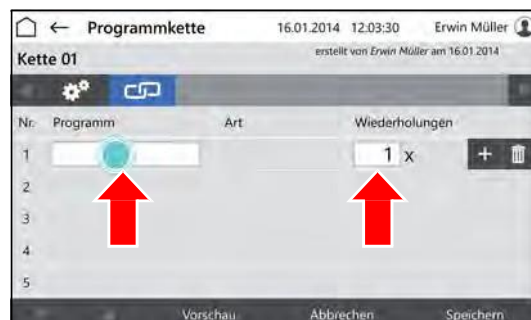 Programmkette 16.01.2014 12:03:30 Erwin Müller
Kette 01 erstellt von Erwin Müller am 16.01.2014
Nr. Programm Art Wiederholungen
1 1 x +
2
3
4
5
Vorschau Abbrechen Speichern